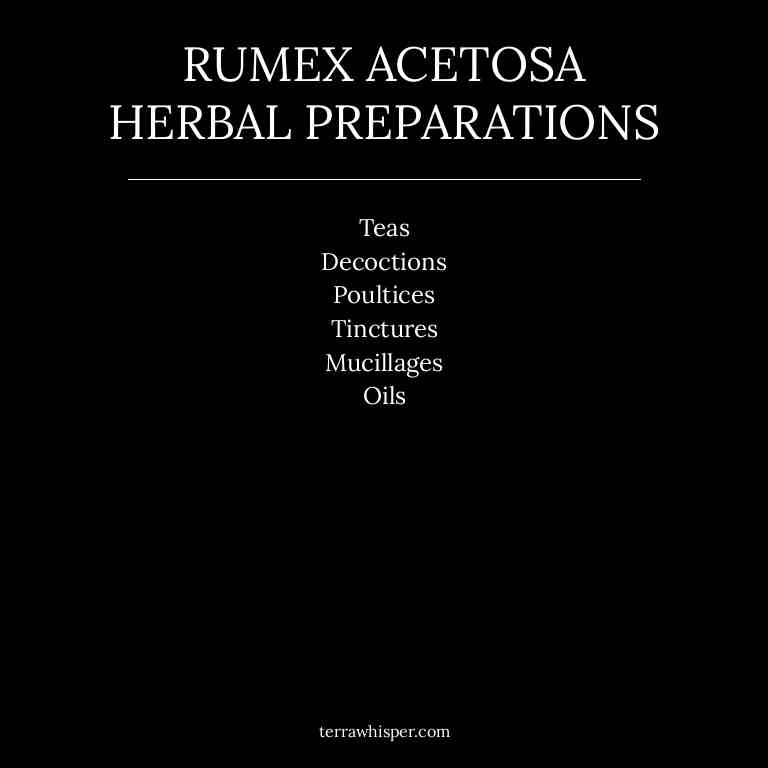 RUMEX ACETOSA
HERBAL PREPARATIONS
Teas
Decoctions
Poultices
Tinctures
Mucillages
Oils
terrawhisper.com